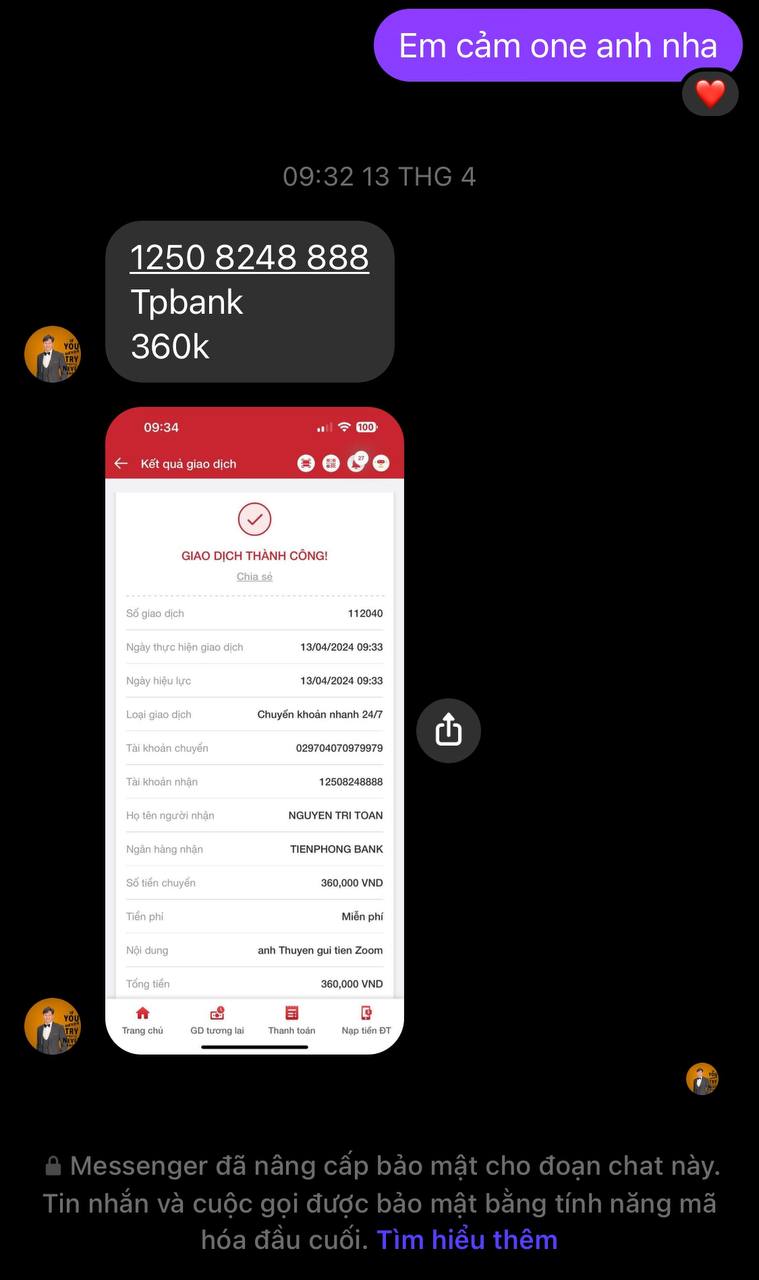 Em cảm one anh nha
09:32 13 THG 4
1250 8248 888
Tpbank
360k
YOU
TRY
09:34
100
Kết quả giao dịch
27
GIAO DỊCH THÀNH CÔNG!
Chia sẻ
Số giao dịch 112040
Ngày thực hiện giao dịch 13/04/2024 09:33
Ngày hiệu lực 13/04/2024 09:33
Loại giao dịch Chuyển khoản nhanh 24/7
Tài khoản chuyển 029704070979979
Tài khoản nhận 12508248888
Họ tên người nhận NGUYEN TRI TOAN
Ngân hàng nhận TIENPHONG BANK
Số tiền chuyển 360,000 VND
Tiền phí Miễn phí
Nội dung anh Thuyen gui tien Zoom
Tổng tiền 360,000 VND
Trang chủ GD tương lai Thanh toán Nạp tiền ĐT
YOU
TRY
Messenger đã nâng cấp bảo mật cho đoạn chat này.
Tin nhắn và cuộc gọi được bảo mật bằng tính năng mã
hóa đầu cuối. Tìm hiểu thêm